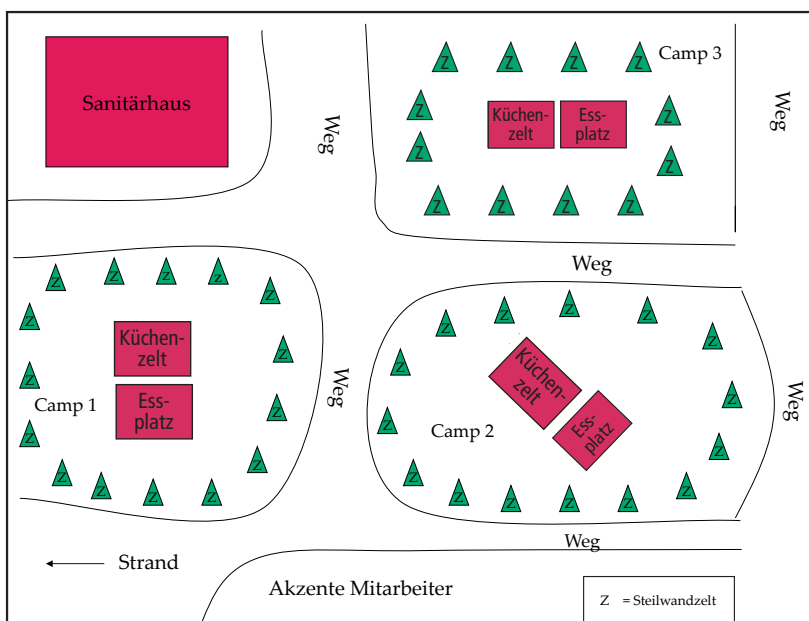 Z Z Z Z
Camp 3
Sanitärhaus
Weg
Z
Z
Küchen-
zelt
Ess-
platz
Z
Z
Weg
Z Z Z Z
Weg
Z Z Z Z Z
Z
Z
Z
Küchen-
zelt
Ess-
platz
Camp 1
Z
Z
Z
Z Z Z Z
Weg
Z Z Z Z Z
Z
Z
Z
Küchen-
zelt
Ess-
platz
Camp 2
Z
Z
Z
Z Z Z Z
Weg
Weg
Strand
Akzente Mitarbeiter
Z = Steilwandzelt